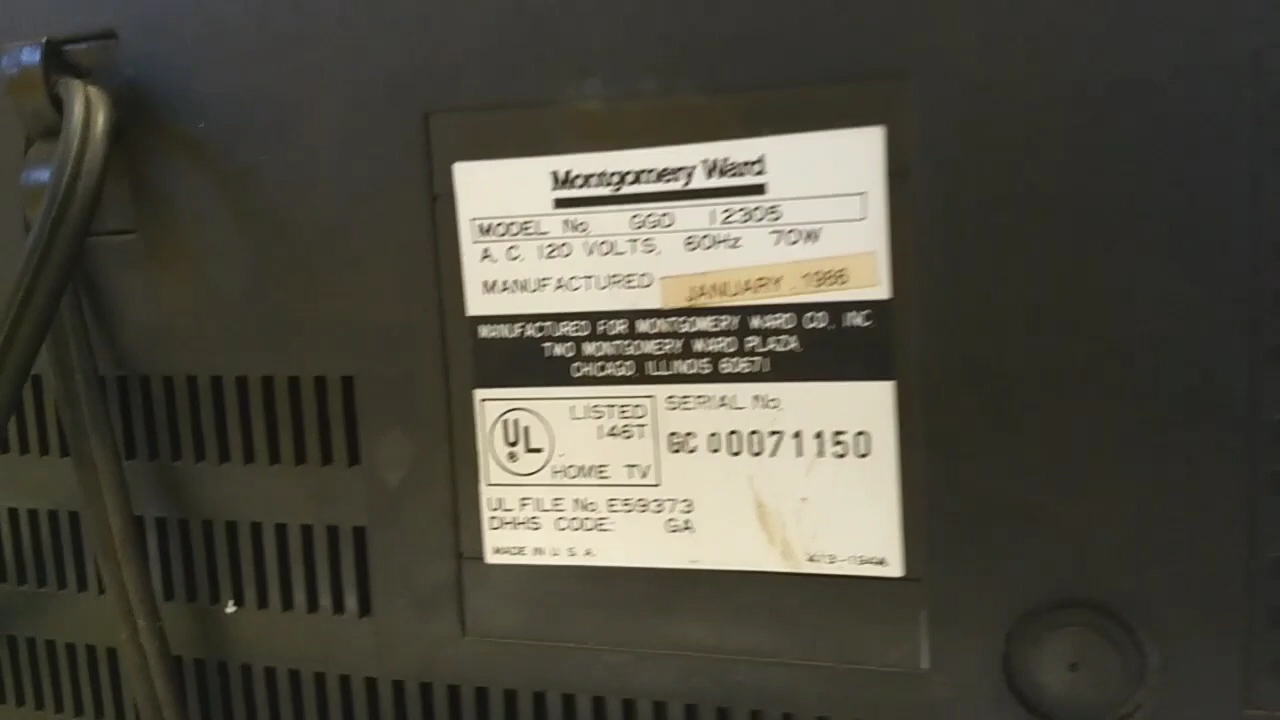 Montgomery Ward
MODEL No. GGD 12305
A.C. 120 VOLTS, 60Hz 70W
MANUFACTURED JANUARY 1986
MANUFACTURED FOR MONTGOMERY WARD CO., INC.
TWO MONTGOMERY WARD PLAZA,
CHICAGO, ILLINOIS 60671
UL
®
LISTED
146T
HOME TV
SERIAL No.
GC 00071150
UL FILE No. E59373
DHHS CODE: GA
MADE IN U.S.A.